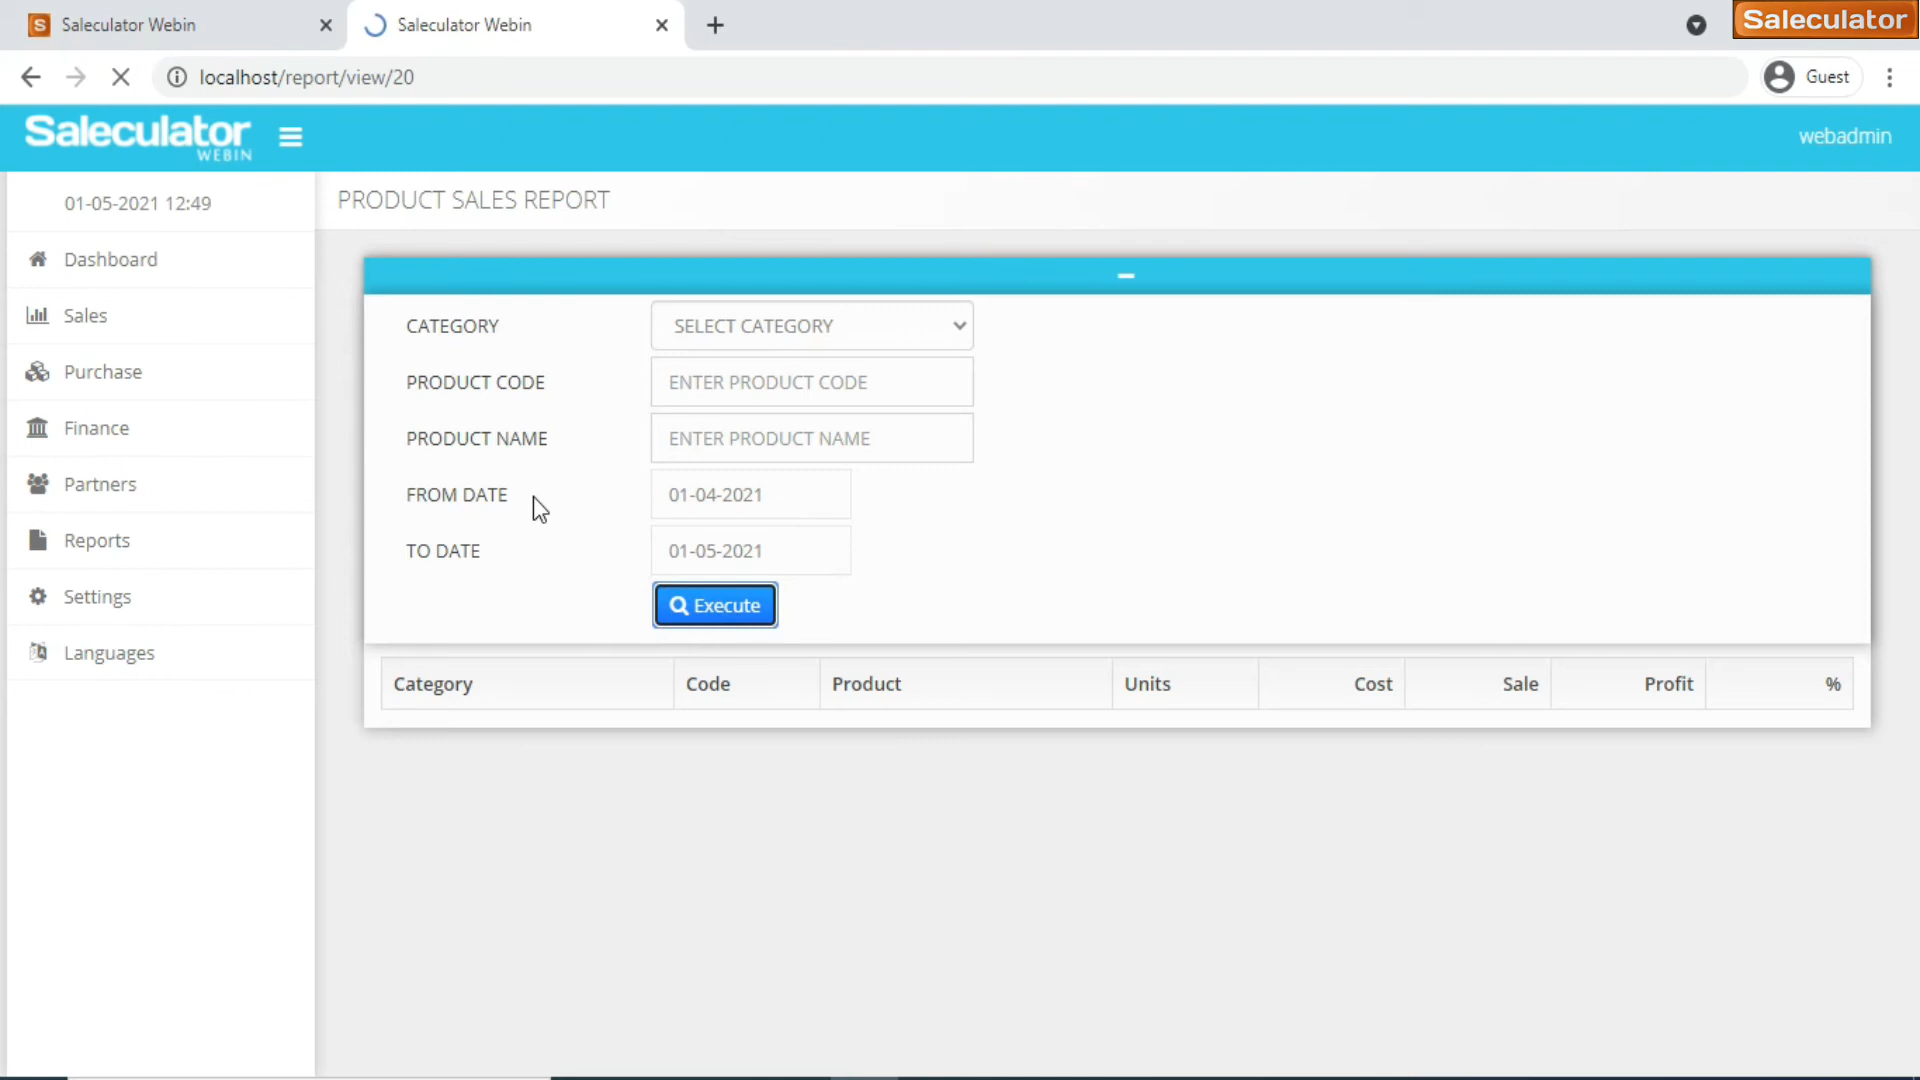 Saleculator Webin
Saleculator Webin
Saleculator
localhost/report/view/20
Guest
Saleculator
WEBIN
webadmin
01-05-2021 12:49
PRODUCT SALES REPORT
Dashboard
Sales
Purchase
Finance
Partners
Reports
Settings
Languages
CATEGORY
SELECT CATEGORY
PRODUCT CODE
ENTER PRODUCT CODE
PRODUCT NAME
ENTER PRODUCT NAME
FROM DATE
01-04-2021
TO DATE
01-05-2021
Execute
Category Code Product Units Cost Sale Profit %